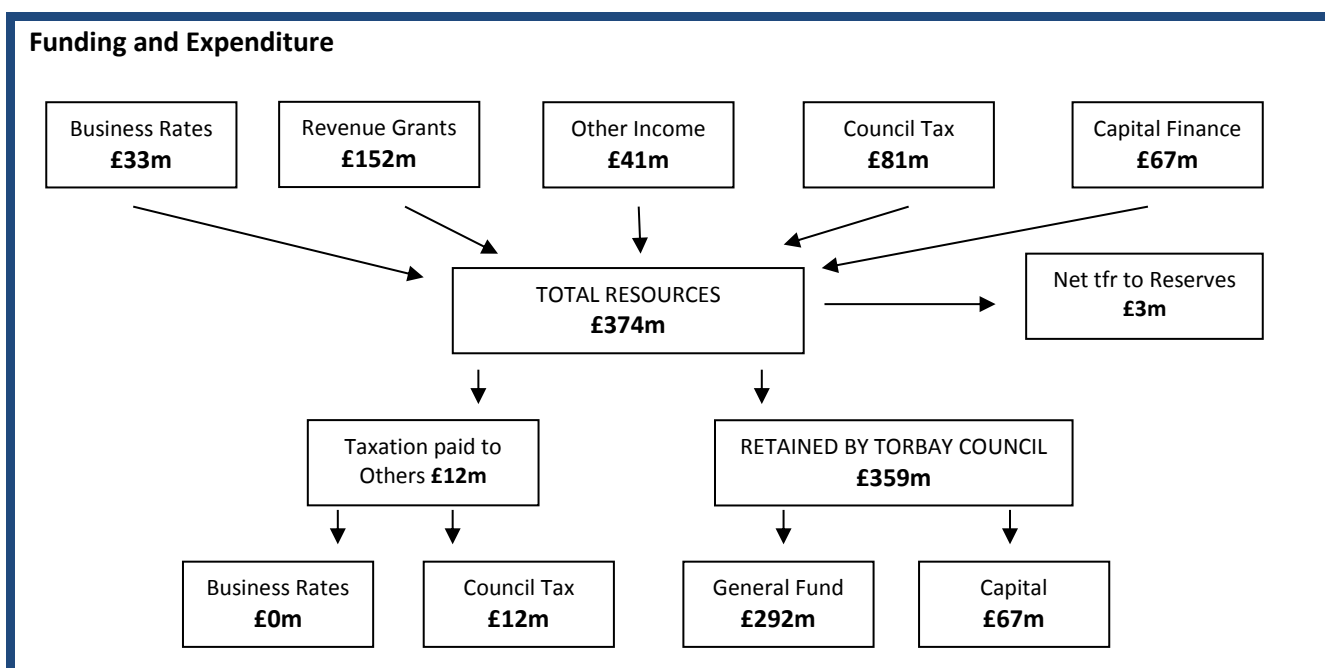 Funding and Expenditure
Business Rates
£33m
Revenue Grants
£152m
Other Income
£41m
Council Tax
£81m
Capital Finance
£67m
TOTAL RESOURCES
£374m
Net tfr to Reserves
£3m
Taxation paid to
Others £12m
RETAINED BY TORBAY COUNCIL
£359m
Business Rates
£0m
Council Tax
£12m
General Fund
£292m
Capital
£67m